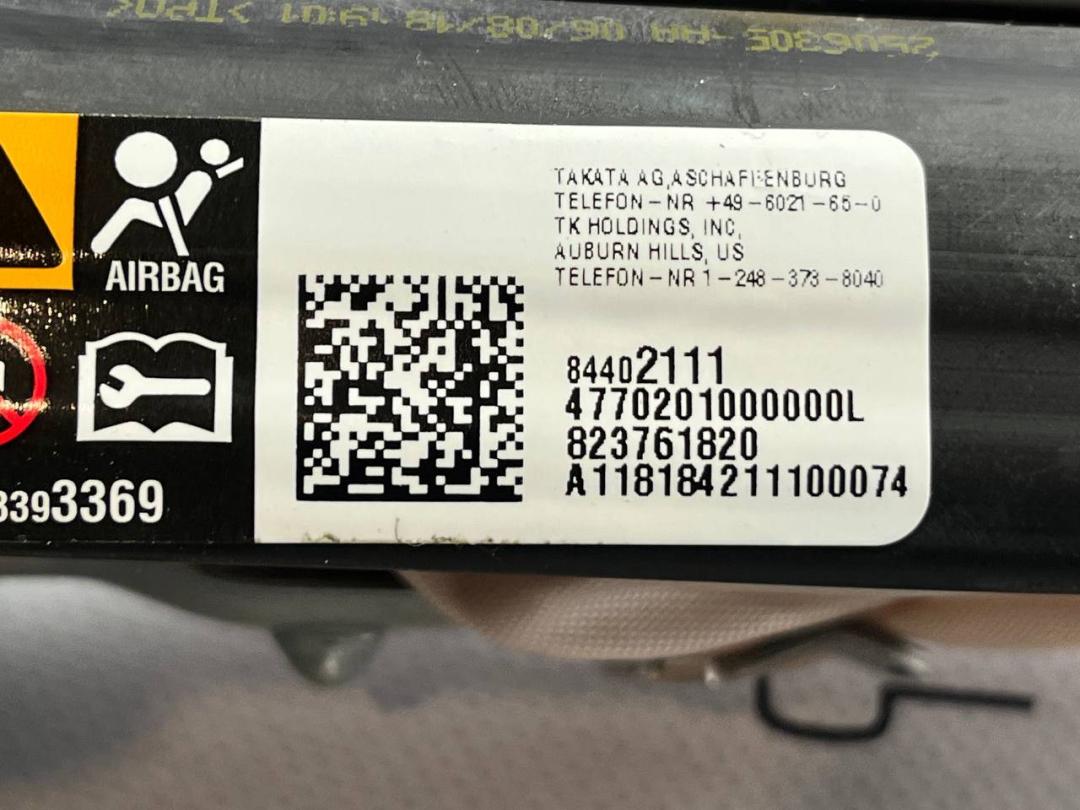 AIRBAG
3369
TAKATA AG,ASCHAFFENBURG
TELEFON-NR +49-6021-65-0
TK HOLDINGS, INC,
AUBURN HILLS, US
TELEFON-NR 1-248-373-8040
84402111
4770201000000L
823761820
A118184211100074